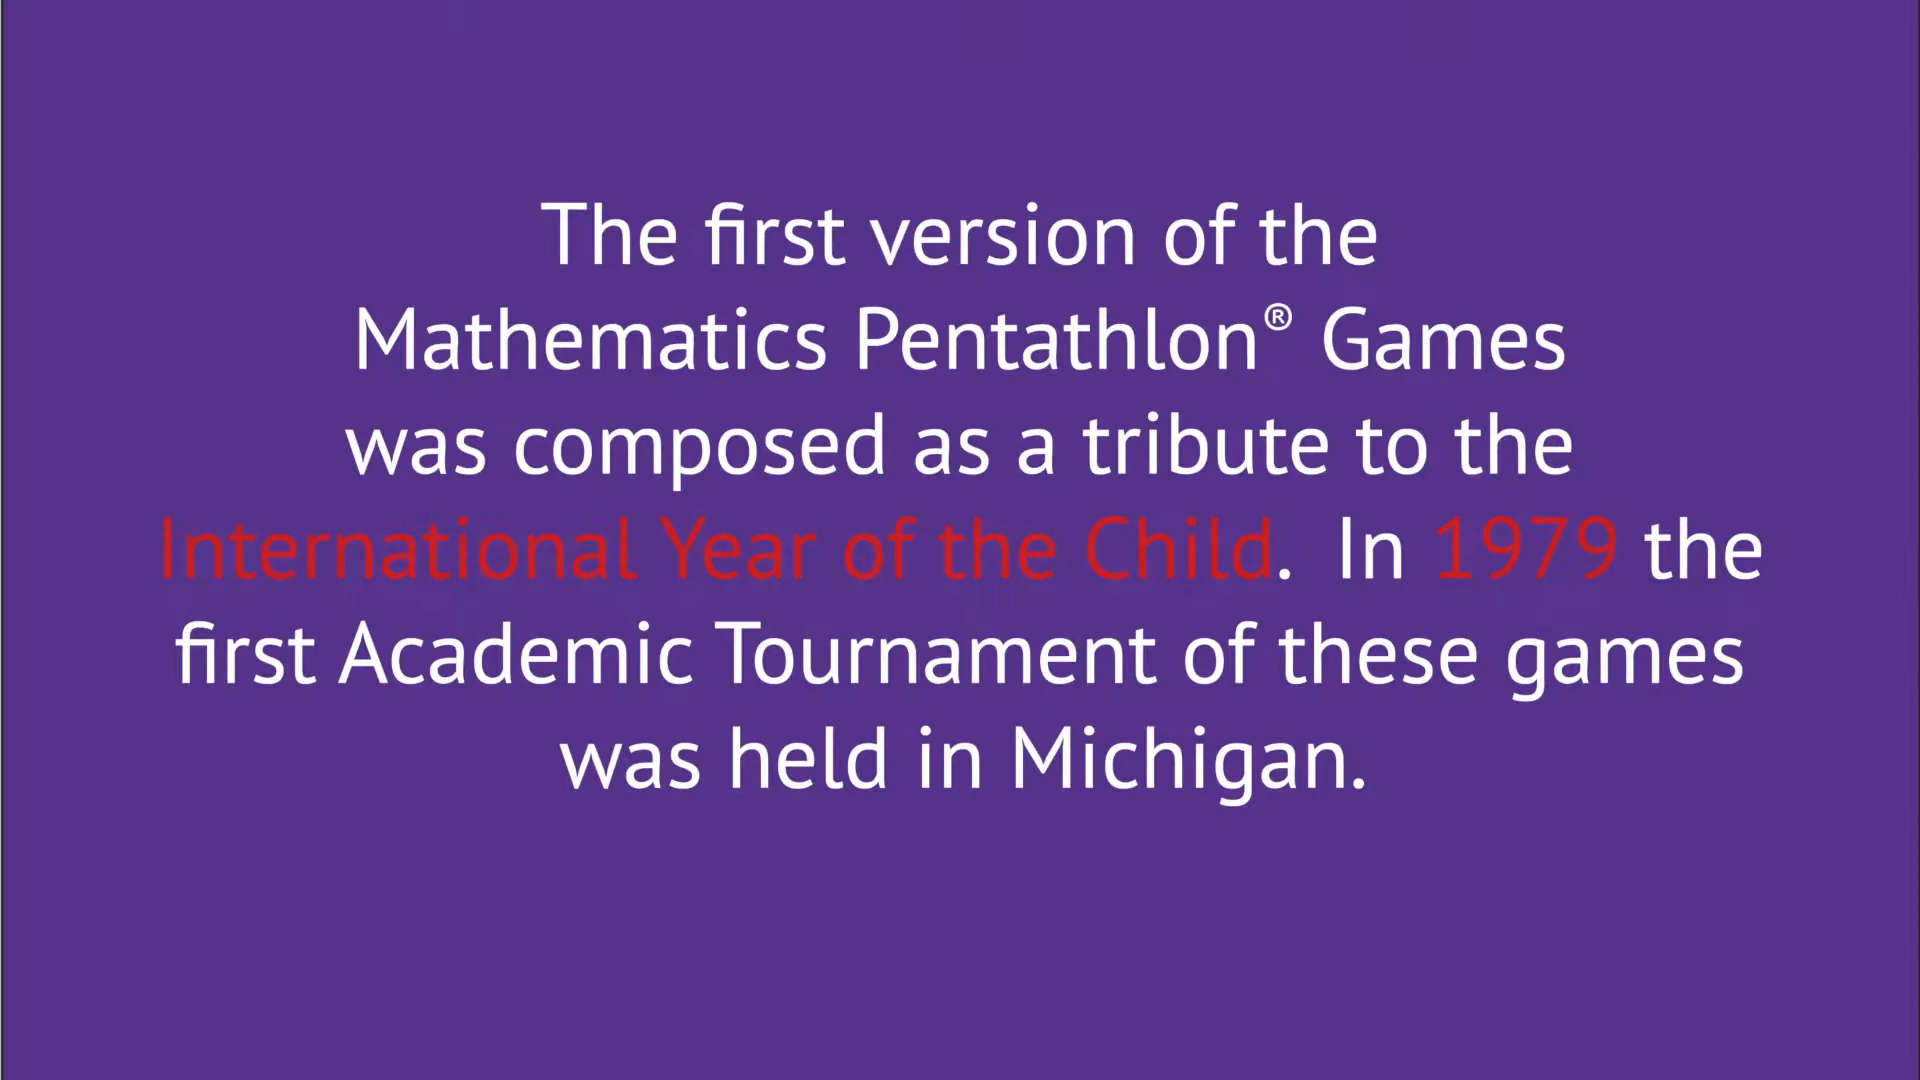 The first version of the
Mathematics Pentathlon® Games
was composed as a tribute to the
International Year of the Child.  In 1979 the
first Academic Tournament of these games
was held in Michigan.